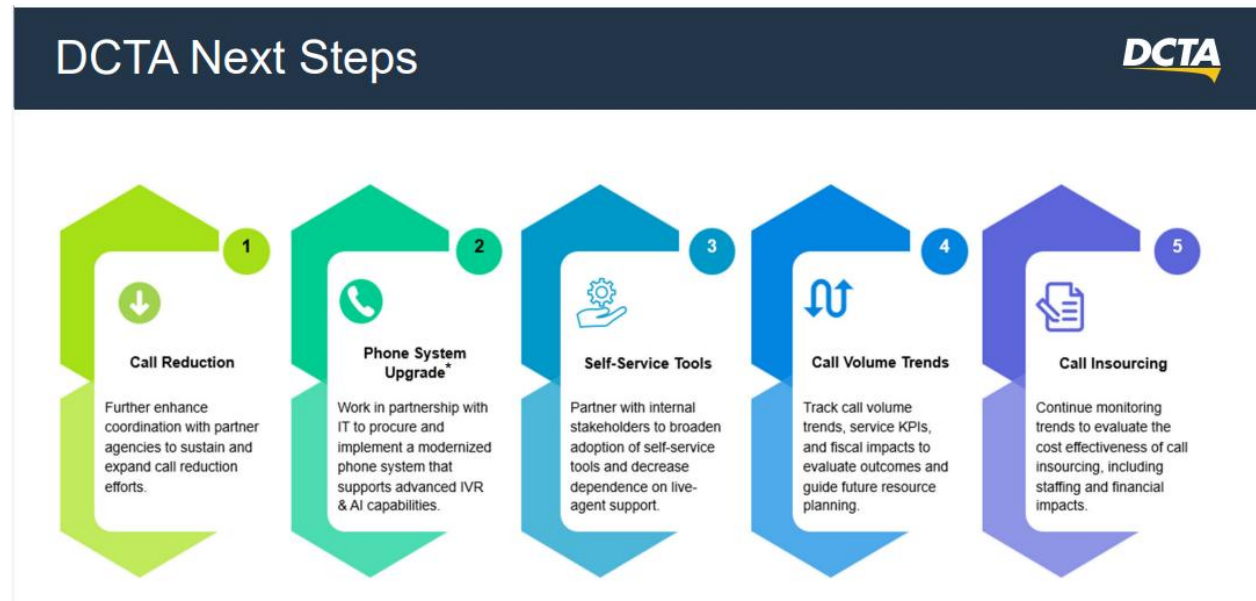 DCTA Next Steps
DCTA
1
Call Reduction
Further enhance
coordination with partner
agencies to sustain and
expand call reduction
efforts.
2
Phone System
Upgrade*
Work in partnership with
IT to procure and
implement a modernized
phone system that
supports advanced IVR
& AI capabilities.
3
Self-Service Tools
Partner with internal
stakeholders to broaden
adoption of self-service
tools and decrease
dependence on live-
agent support.
4
Call Volume Trends
Track call volume
trends, service KPIs,
and fiscal impacts to
evaluate outcomes and
guide future resource
planning.
5
Call Insourcing
Continue monitoring
trends to evaluate the
cost effectiveness of call
insourcing, including
staffing and financial
impacts.